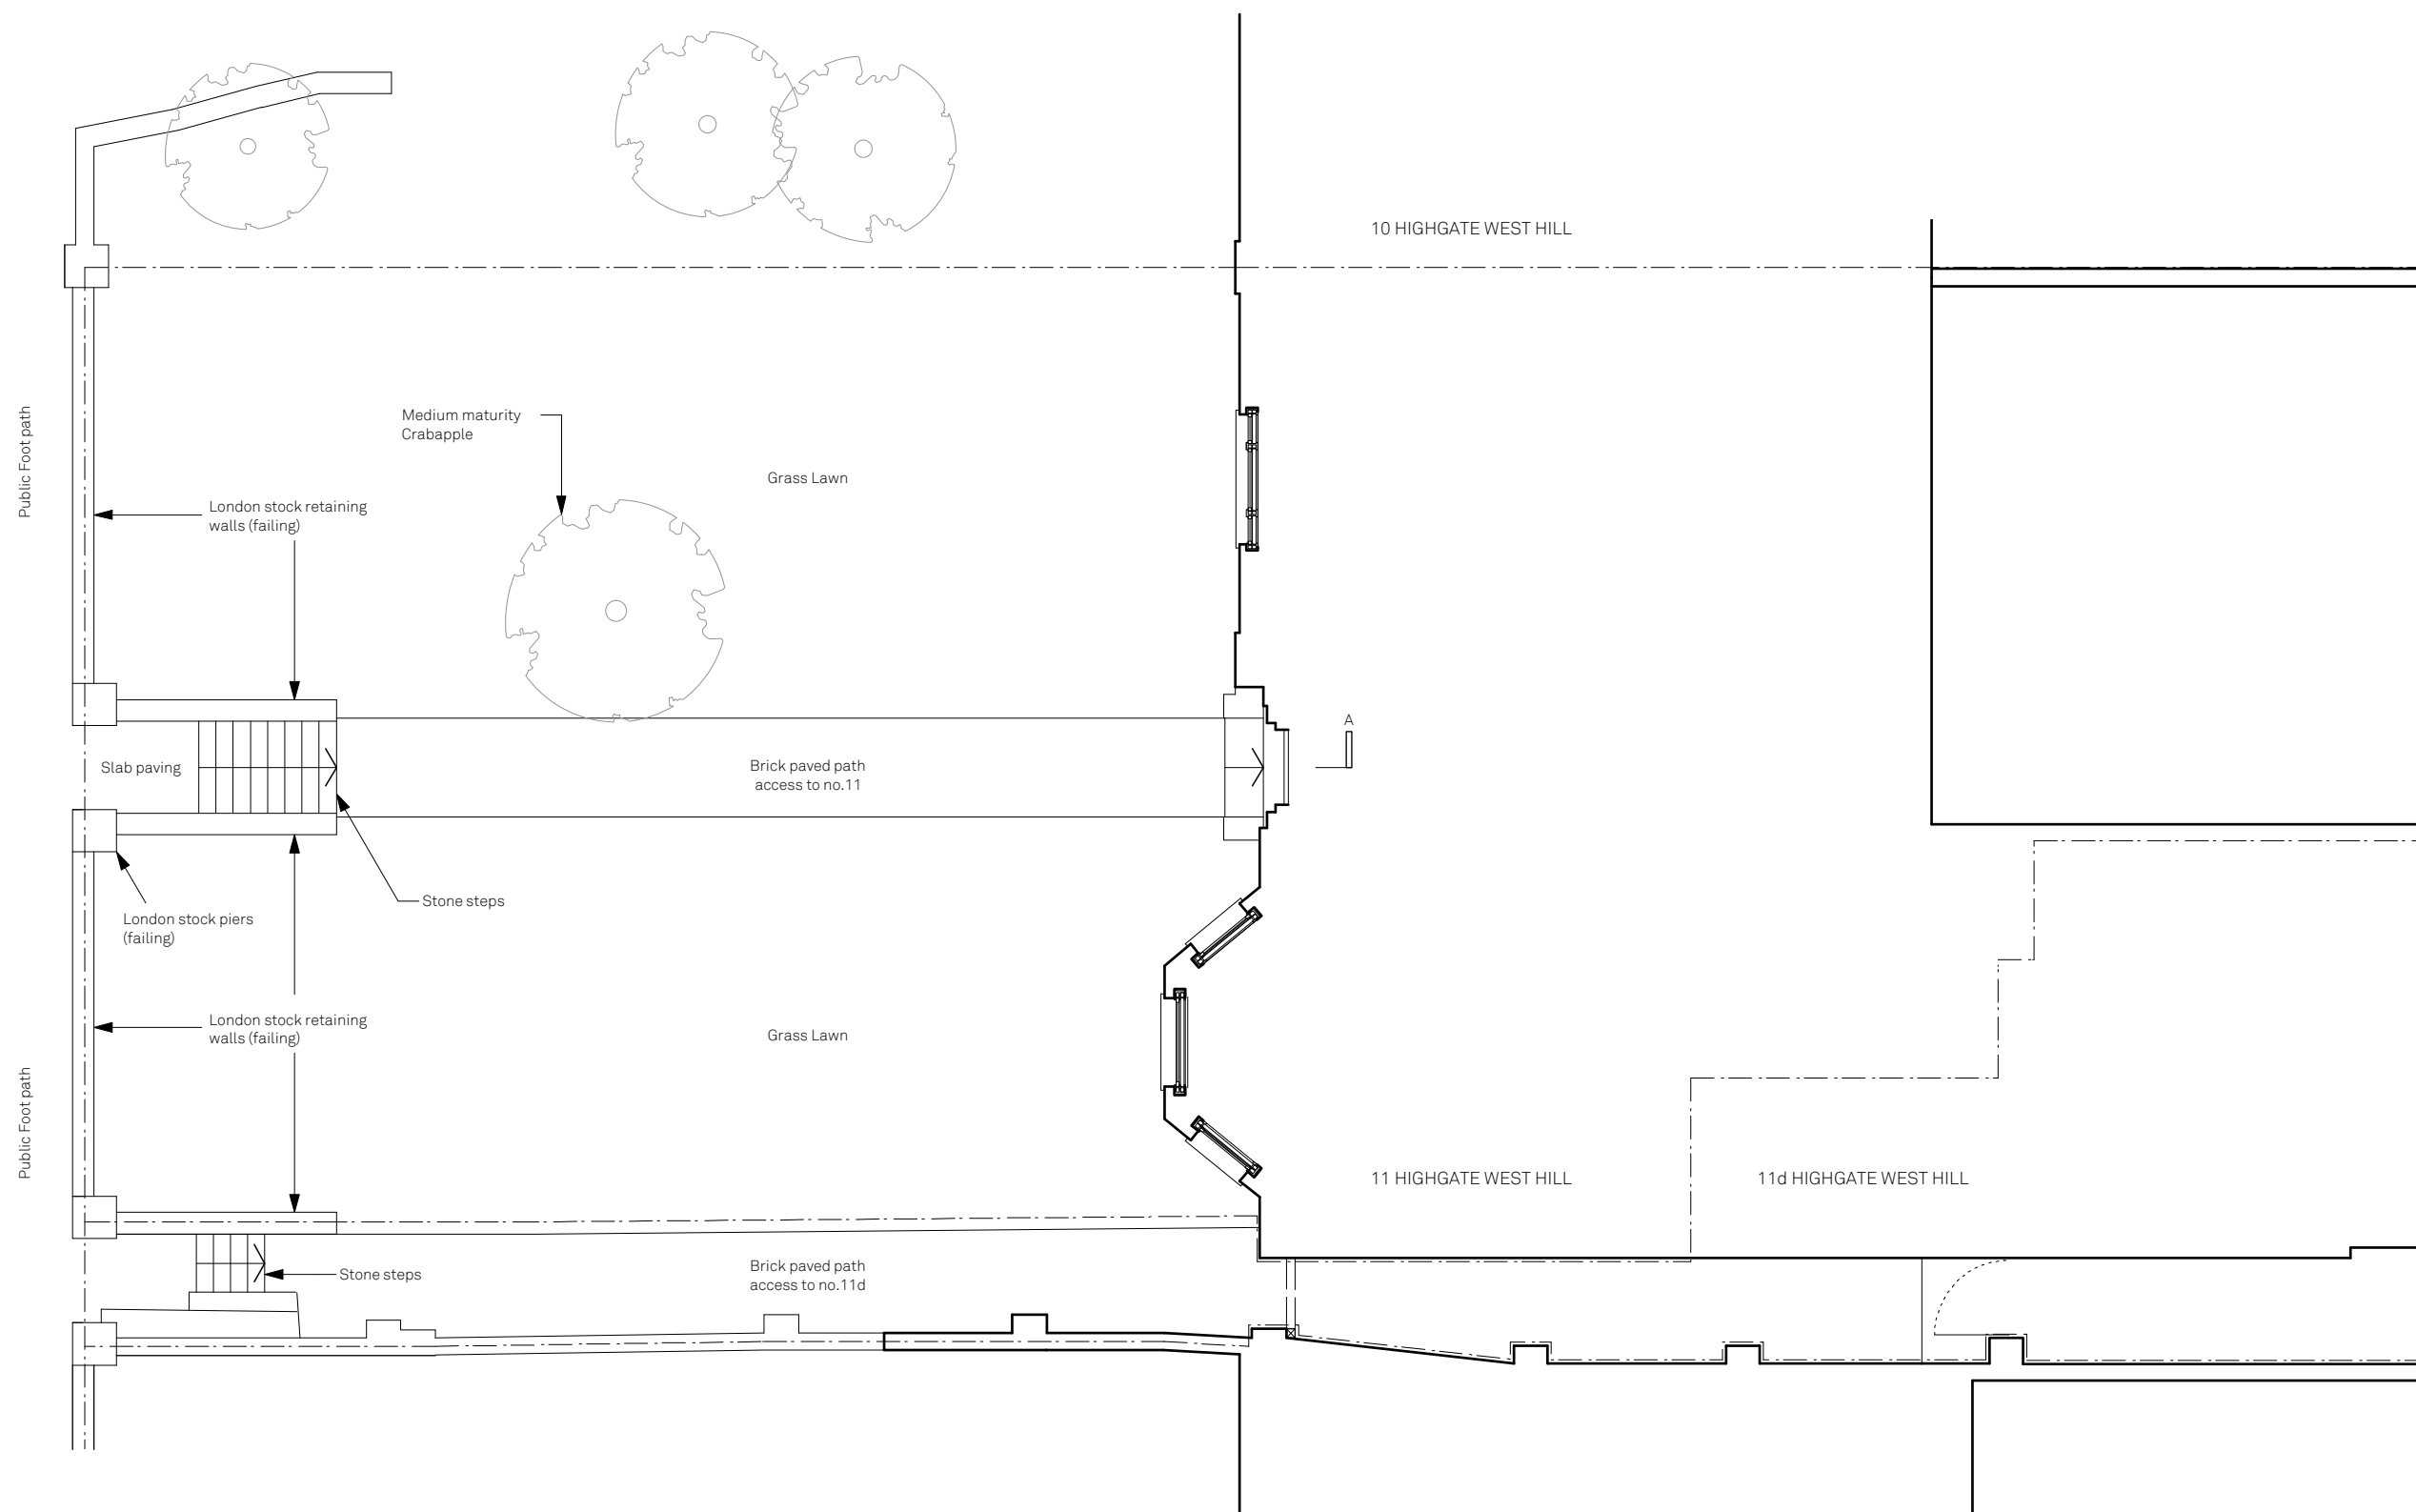 10 HIGHGATE WEST HILL
Public Foot path
Medium maturity
Crabapple
Grass Lawn
London stock retaining
walls (failing)
A
Slab paving
Brick paved path
access to no.11
Stone steps
London stock piers
(failing)
London stock retaining
walls (failing)
Grass Lawn
Public Foot path
11 HIGHGATE WEST HILL
11d HIGHGATE WEST HILL
Stone steps
Brick paved path
access to no.11d